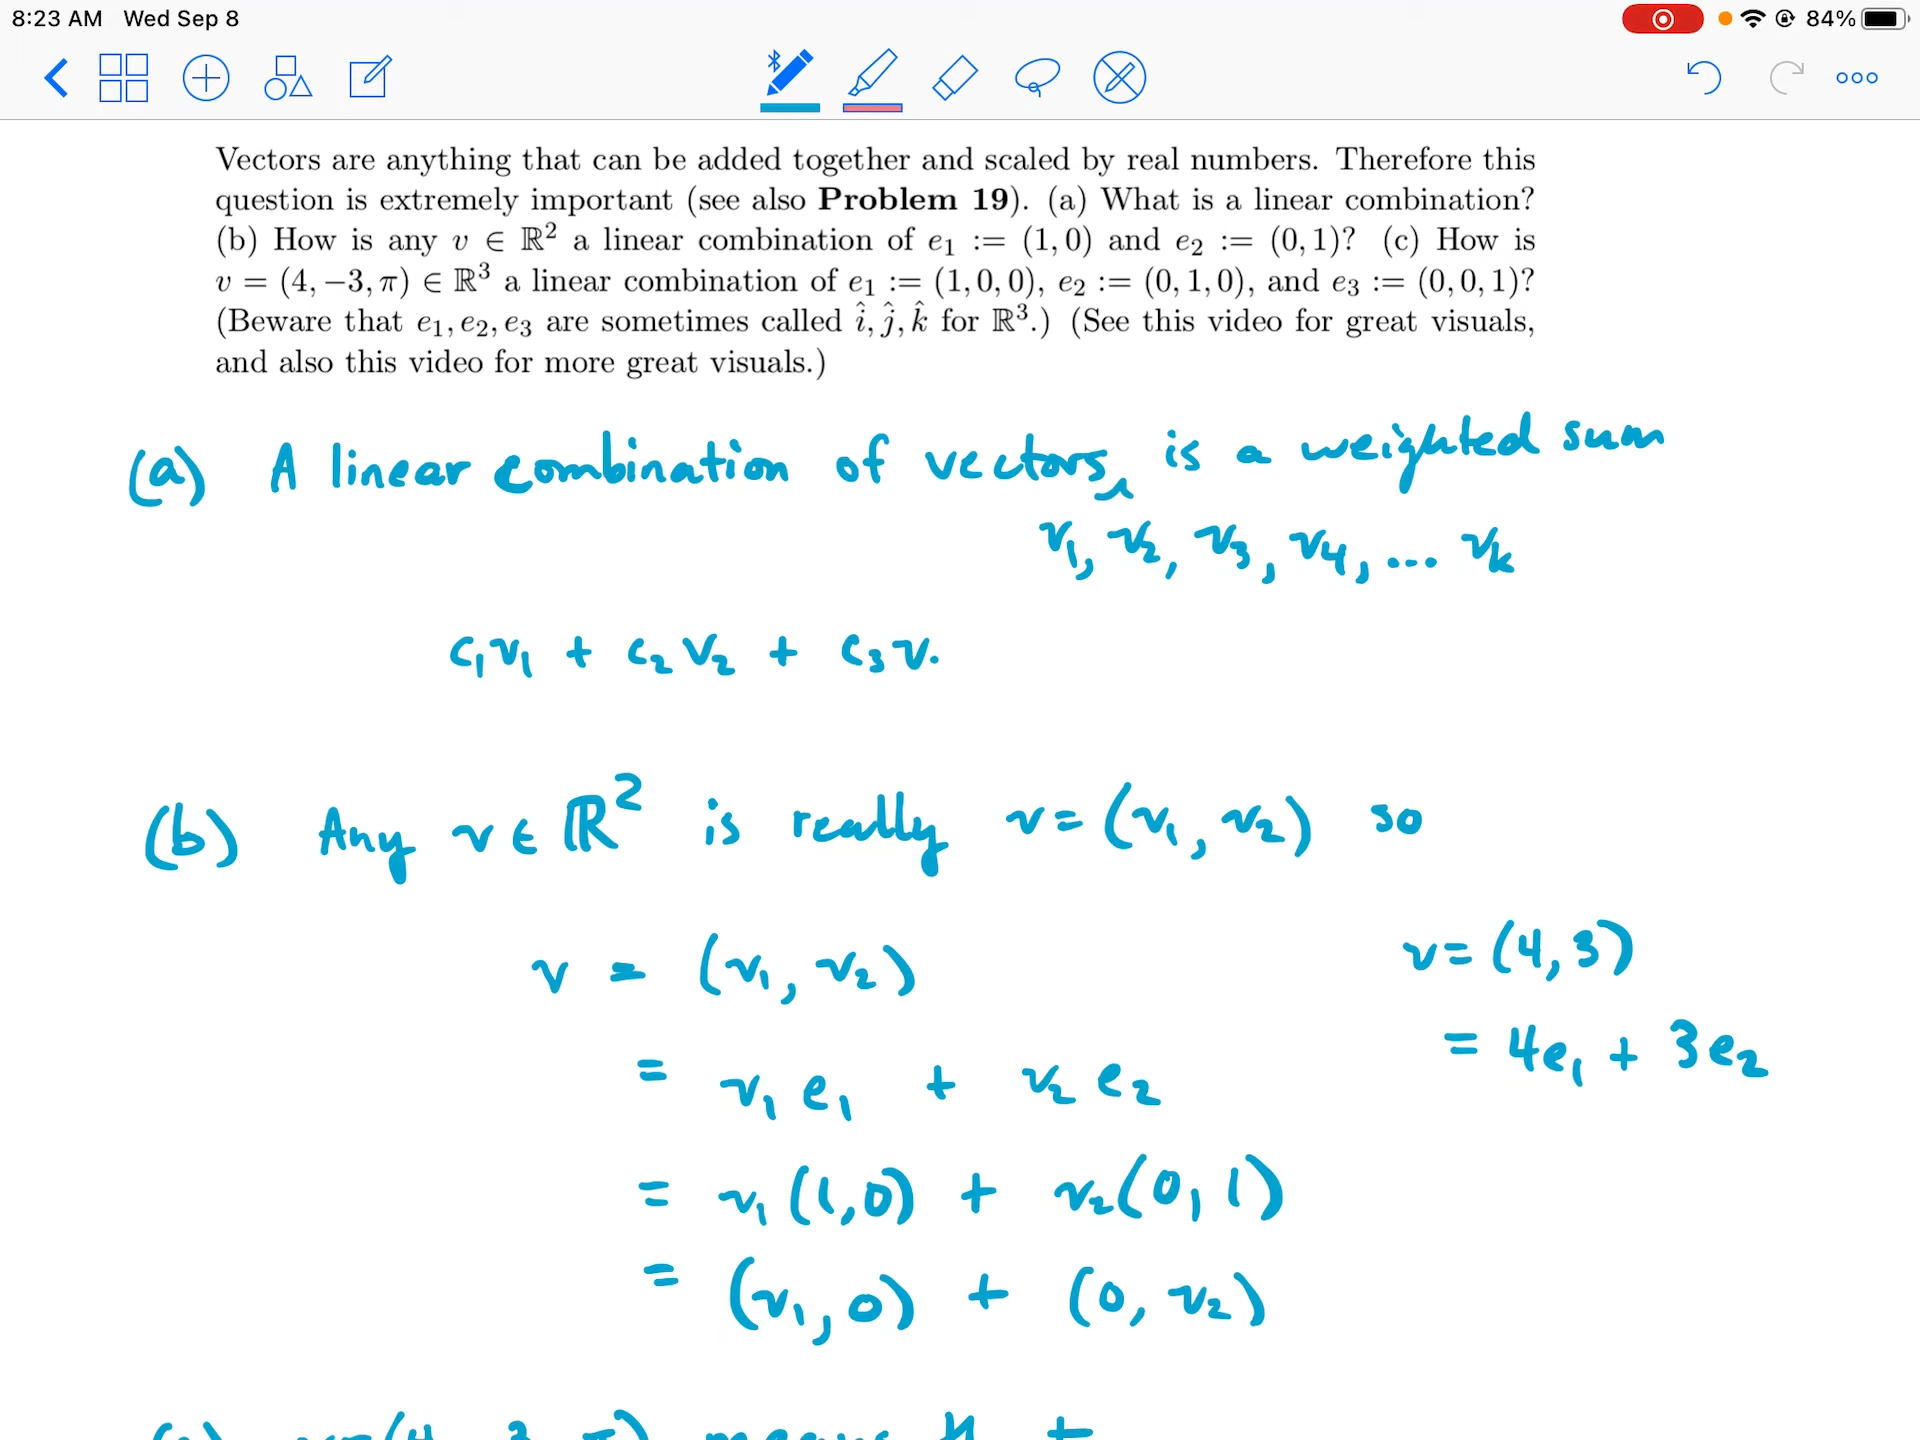 8:23 AM Wed Sep 8 84%
Vectors are anything that can be added together and scaled by real numbers. Therefore this
question is extremely important (see also Problem 19). (a) What is a linear combination?
(b) How is any v ∈ ℝ² a linear combination of e₁ := (1, 0) and e₂ := (0, 1)? (c) How is
v = (4, −3, π) ∈ ℝ³ a linear combination of e₁ := (1, 0, 0), e₂ := (0, 1, 0), and e₃ := (0, 0, 1)?
(Beware that e₁, e₂, e₃ are sometimes called î, ĵ, k̂ for ℝ³.) (See this video for great visuals,
and also this video for more great visuals.)
(a) A linear combination of vectors is a weighted sum
v₁, v₂, v₃, v₄, ... vₖ
c₁v₁ + c₂v₂ + c₃v.
(b) Any v ∈ ℝ² is really v = (v₁, v₂) so
v = (v₁, v₂)
v = (4, 3)
= 4e₁ + 3e₂
= v₁e₁ + v₂e₂
= v₁(1,0) + v₂(0,1)
= (v₁, 0) + (0, v₂)